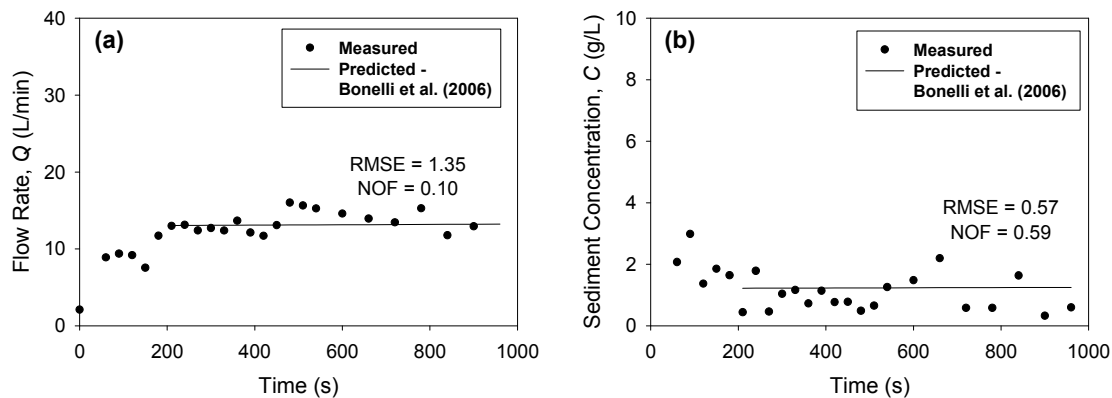 (a)
Measured
Predicted -
Bonelli et al. (2006)
RMSE = 1.35
NOF = 0.10
Flow Rate, Q (L/min)
40
30
20
10
0
0 200 400 600 800 1000
Time (s)
(b)
Measured
Predicted -
Bonelli et al. (2006)
RMSE = 0.57
NOF = 0.59
Sediment Concentration, C (g/L)
10
8
6
4
2
0
0 200 400 600 800 1000
Time (s)